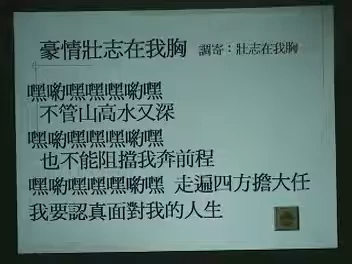 豪情壯志在我胸 調寄：壯志在我胸
嘿喲嘿嘿嘿喲嘿
不管山高水又深
嘿喲嘿嘿嘿喲嘿
也不能阻擋我奔前程
嘿喲嘿嘿嘿喲嘿 走遍四方擔大任
我要認真面對我的人生